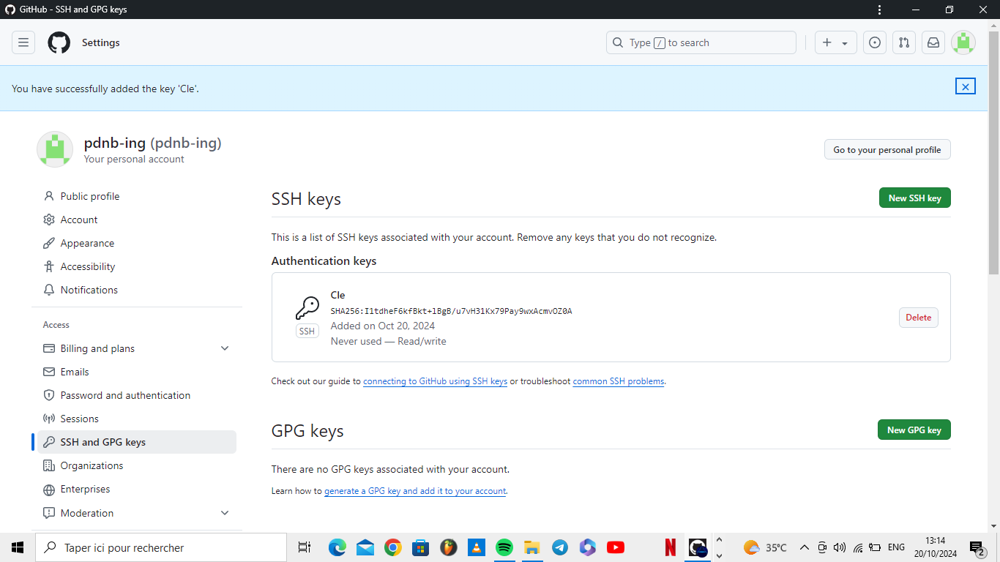 GitHub - SSH and GPG keys
Settings
Type / to search
You have successfully added the key 'Cle'.
pdnb-ing (pdnb-ing)
Your personal account
Go to your personal profile
Public profile
Account
Appearance
Accessibility
Notifications
Access
Billing and plans
Emails
Password and authentication
Sessions
SSH and GPG keys
Organizations
Enterprises
Moderation
SSH keys
New SSH key
This is a list of SSH keys associated with your account. Remove any keys that you do not recognize.
Authentication keys
Cle
SHA256:I1tdheF6kfBkt+lBgB/u7vH31Kx79Pay9wxAcmvOZ0A
Added on Oct 20, 2024
Never used — Read/write
SSH
Delete
Check out our guide to connecting to GitHub using SSH keys or troubleshoot common SSH problems.
GPG keys
New GPG key
There are no GPG keys associated with your account.
Learn how to generate a GPG key and add it to your account.
Taper ici pour rechercher
35°C
ENG
13:14
20/10/2024
2